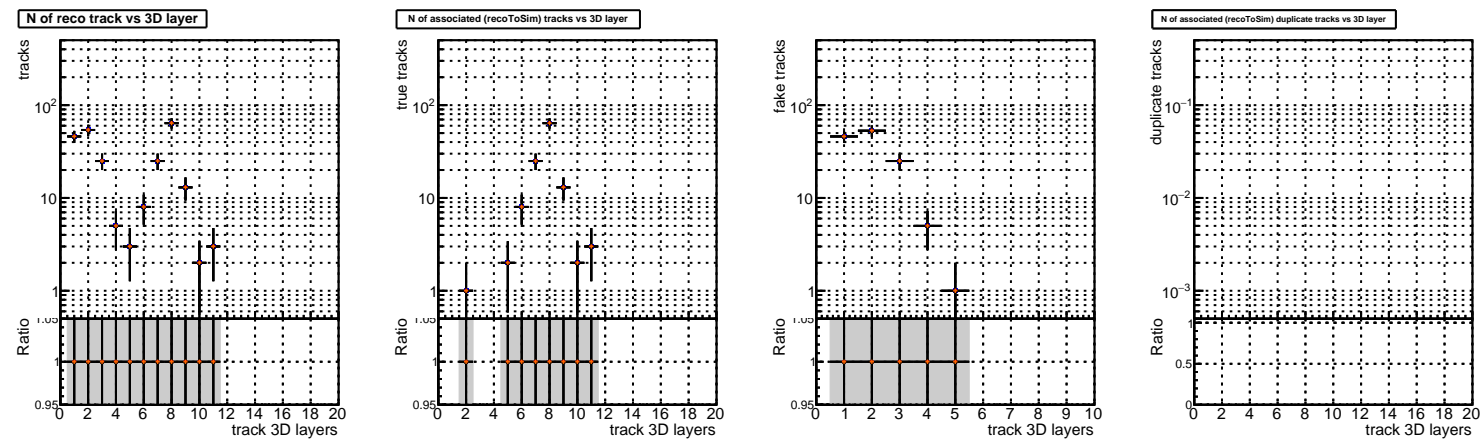 N of reco track vs 3D layer
tracks
10²
10
1
Ratio
1.05
1
0.95
0 2 4 6 8 10 12 14 16 18 20
track 3D layers
N of associated (recoToSim) tracks vs 3D layer
true tracks
10²
10
1
Ratio
1.05
1
0.95
0 2 4 6 8 10 12 14 16 18 20
track 3D layers
fake tracks
10²
10
1
Ratio
1.05
1
0.95
0 1 2 3 4 5 6 7 8 9 10
track 3D layers
N of associated (recoToSim) duplicate tracks vs 3D layer
duplicate tracks
10⁻¹
10⁻²
10⁻³
Ratio
1
0.5
0
0 2 4 6 8 10 12 14 16 18 20
track 3D layers